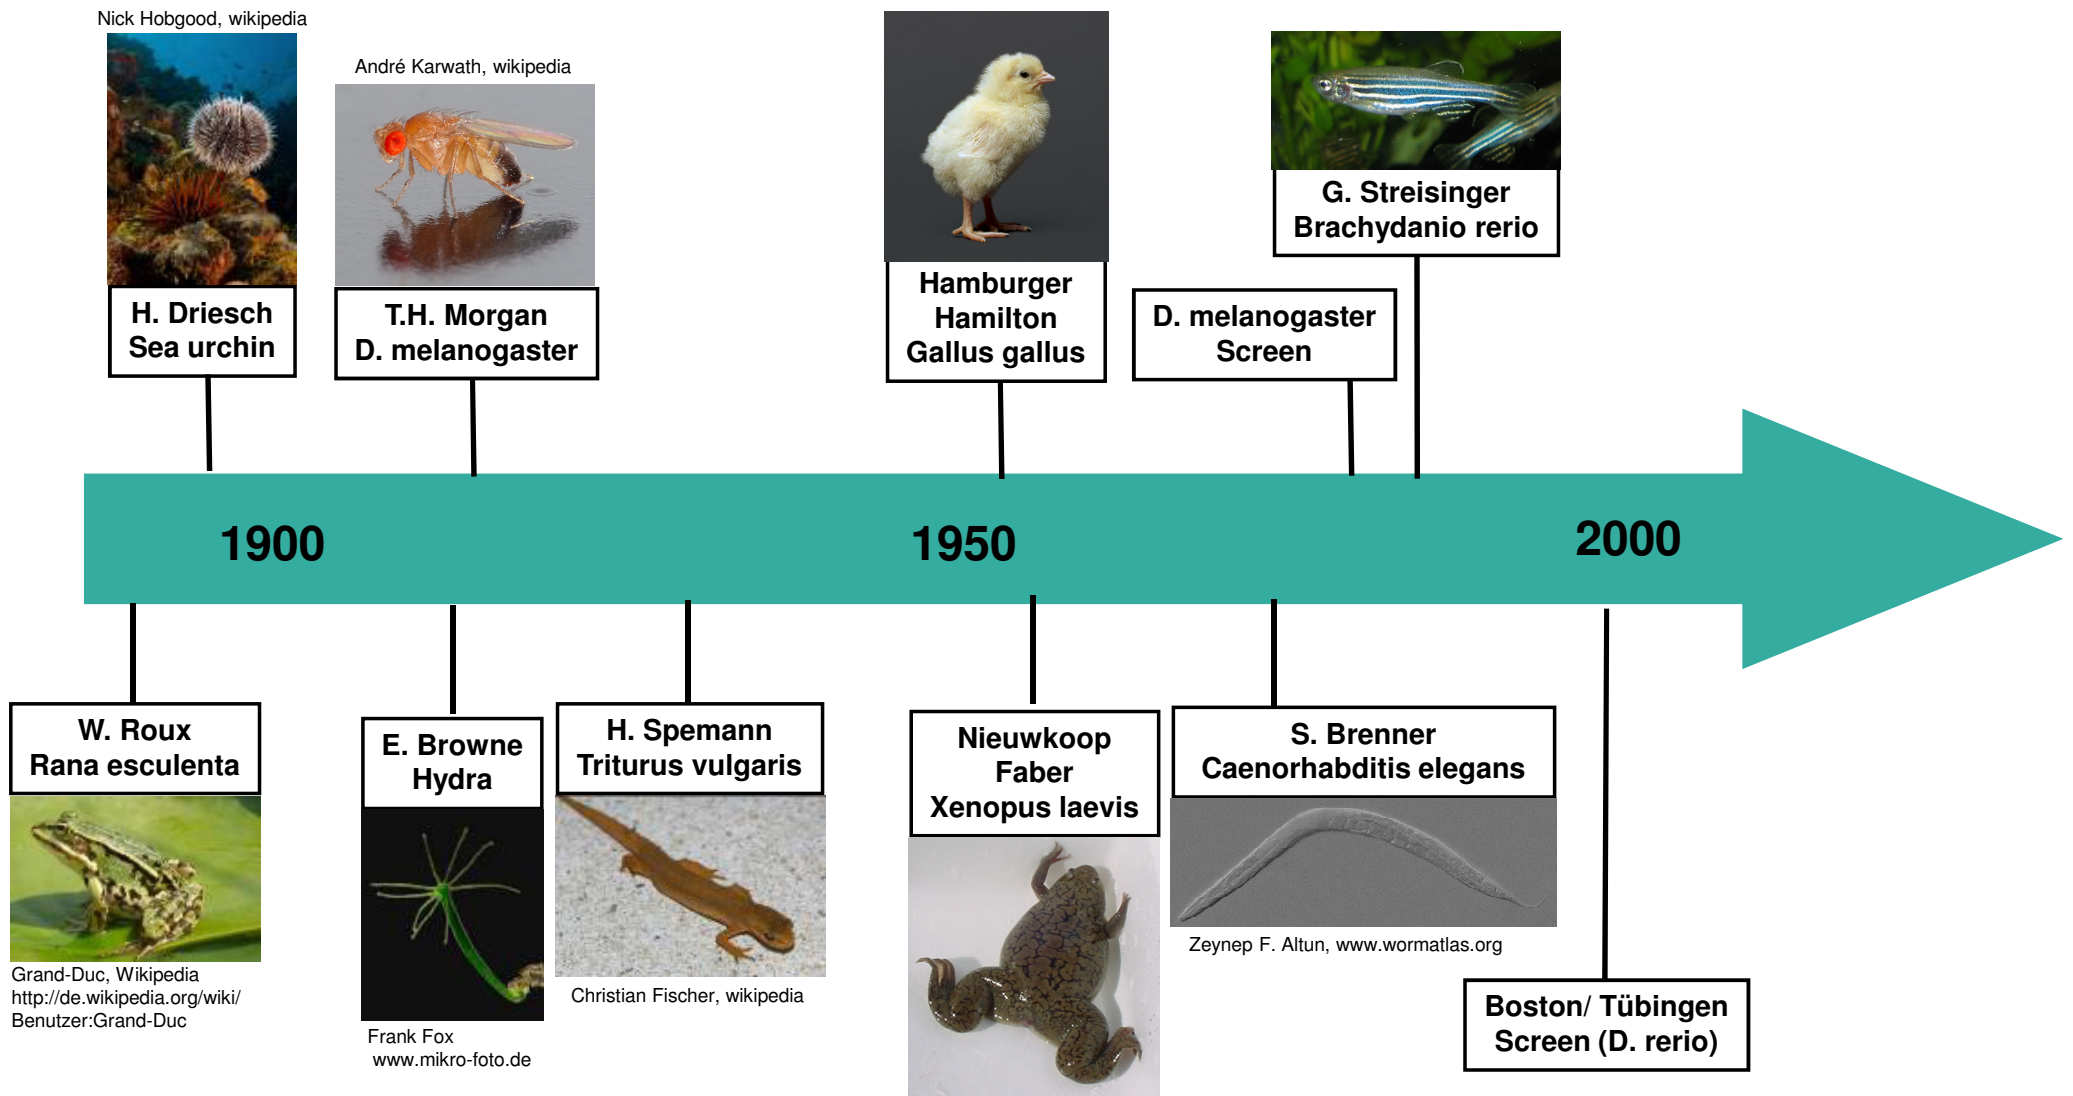 Nick Hobgood, wikipedia
André Karwath, wikipedia
H. Driesch
Sea urchin
T.H. Morgan
D. melanogaster
Hamburger
Hamilton
Gallus gallus
D. melanogaster
Screen
G. Streisinger
Brachydanio rerio
1900
1950
2000
W. Roux
Rana esculenta
Grand-Duc, Wikipedia
http://de.wikipedia.org/wiki/
Benutzer:Grand-Duc
E. Browne
Hydra
Frank Fox
www.mikro-foto.de
H. Spemann
Triturus vulgaris
Christian Fischer, wikipedia
Nieuwkoop
Faber
Xenopus laevis
S. Brenner
Caenorhabditis elegans
Zeynep F. Altun, www.wormatlas.org
Boston/ Tübingen
Screen (D. rerio)